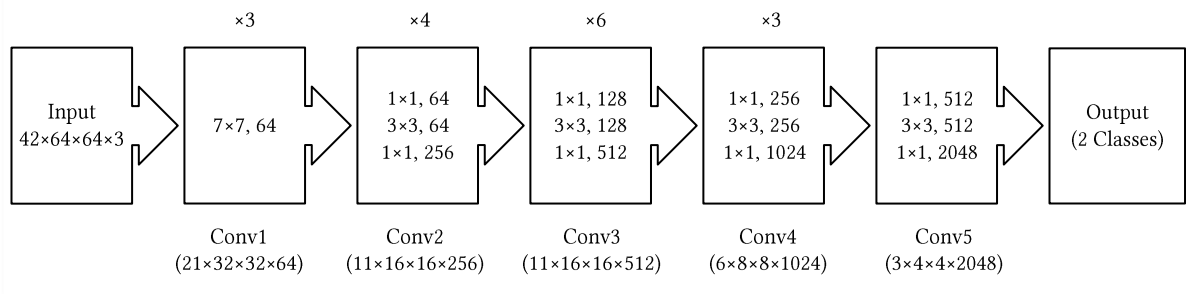 ×3
×4
×6
×3
Input
42×64×64×3
7×7, 64
1×1, 64
3×3, 64
1×1, 256
1×1, 128
3×3, 128
1×1, 512
1×1, 256
3×3, 256
1×1, 1024
1×1, 512
3×3, 512
1×1, 2048
Output
(2 Classes)
Conv1
(21×32×32×64)
Conv2
(11×16×16×256)
Conv3
(11×16×16×512)
Conv4
(6×8×8×1024)
Conv5
(3×4×4×2048)